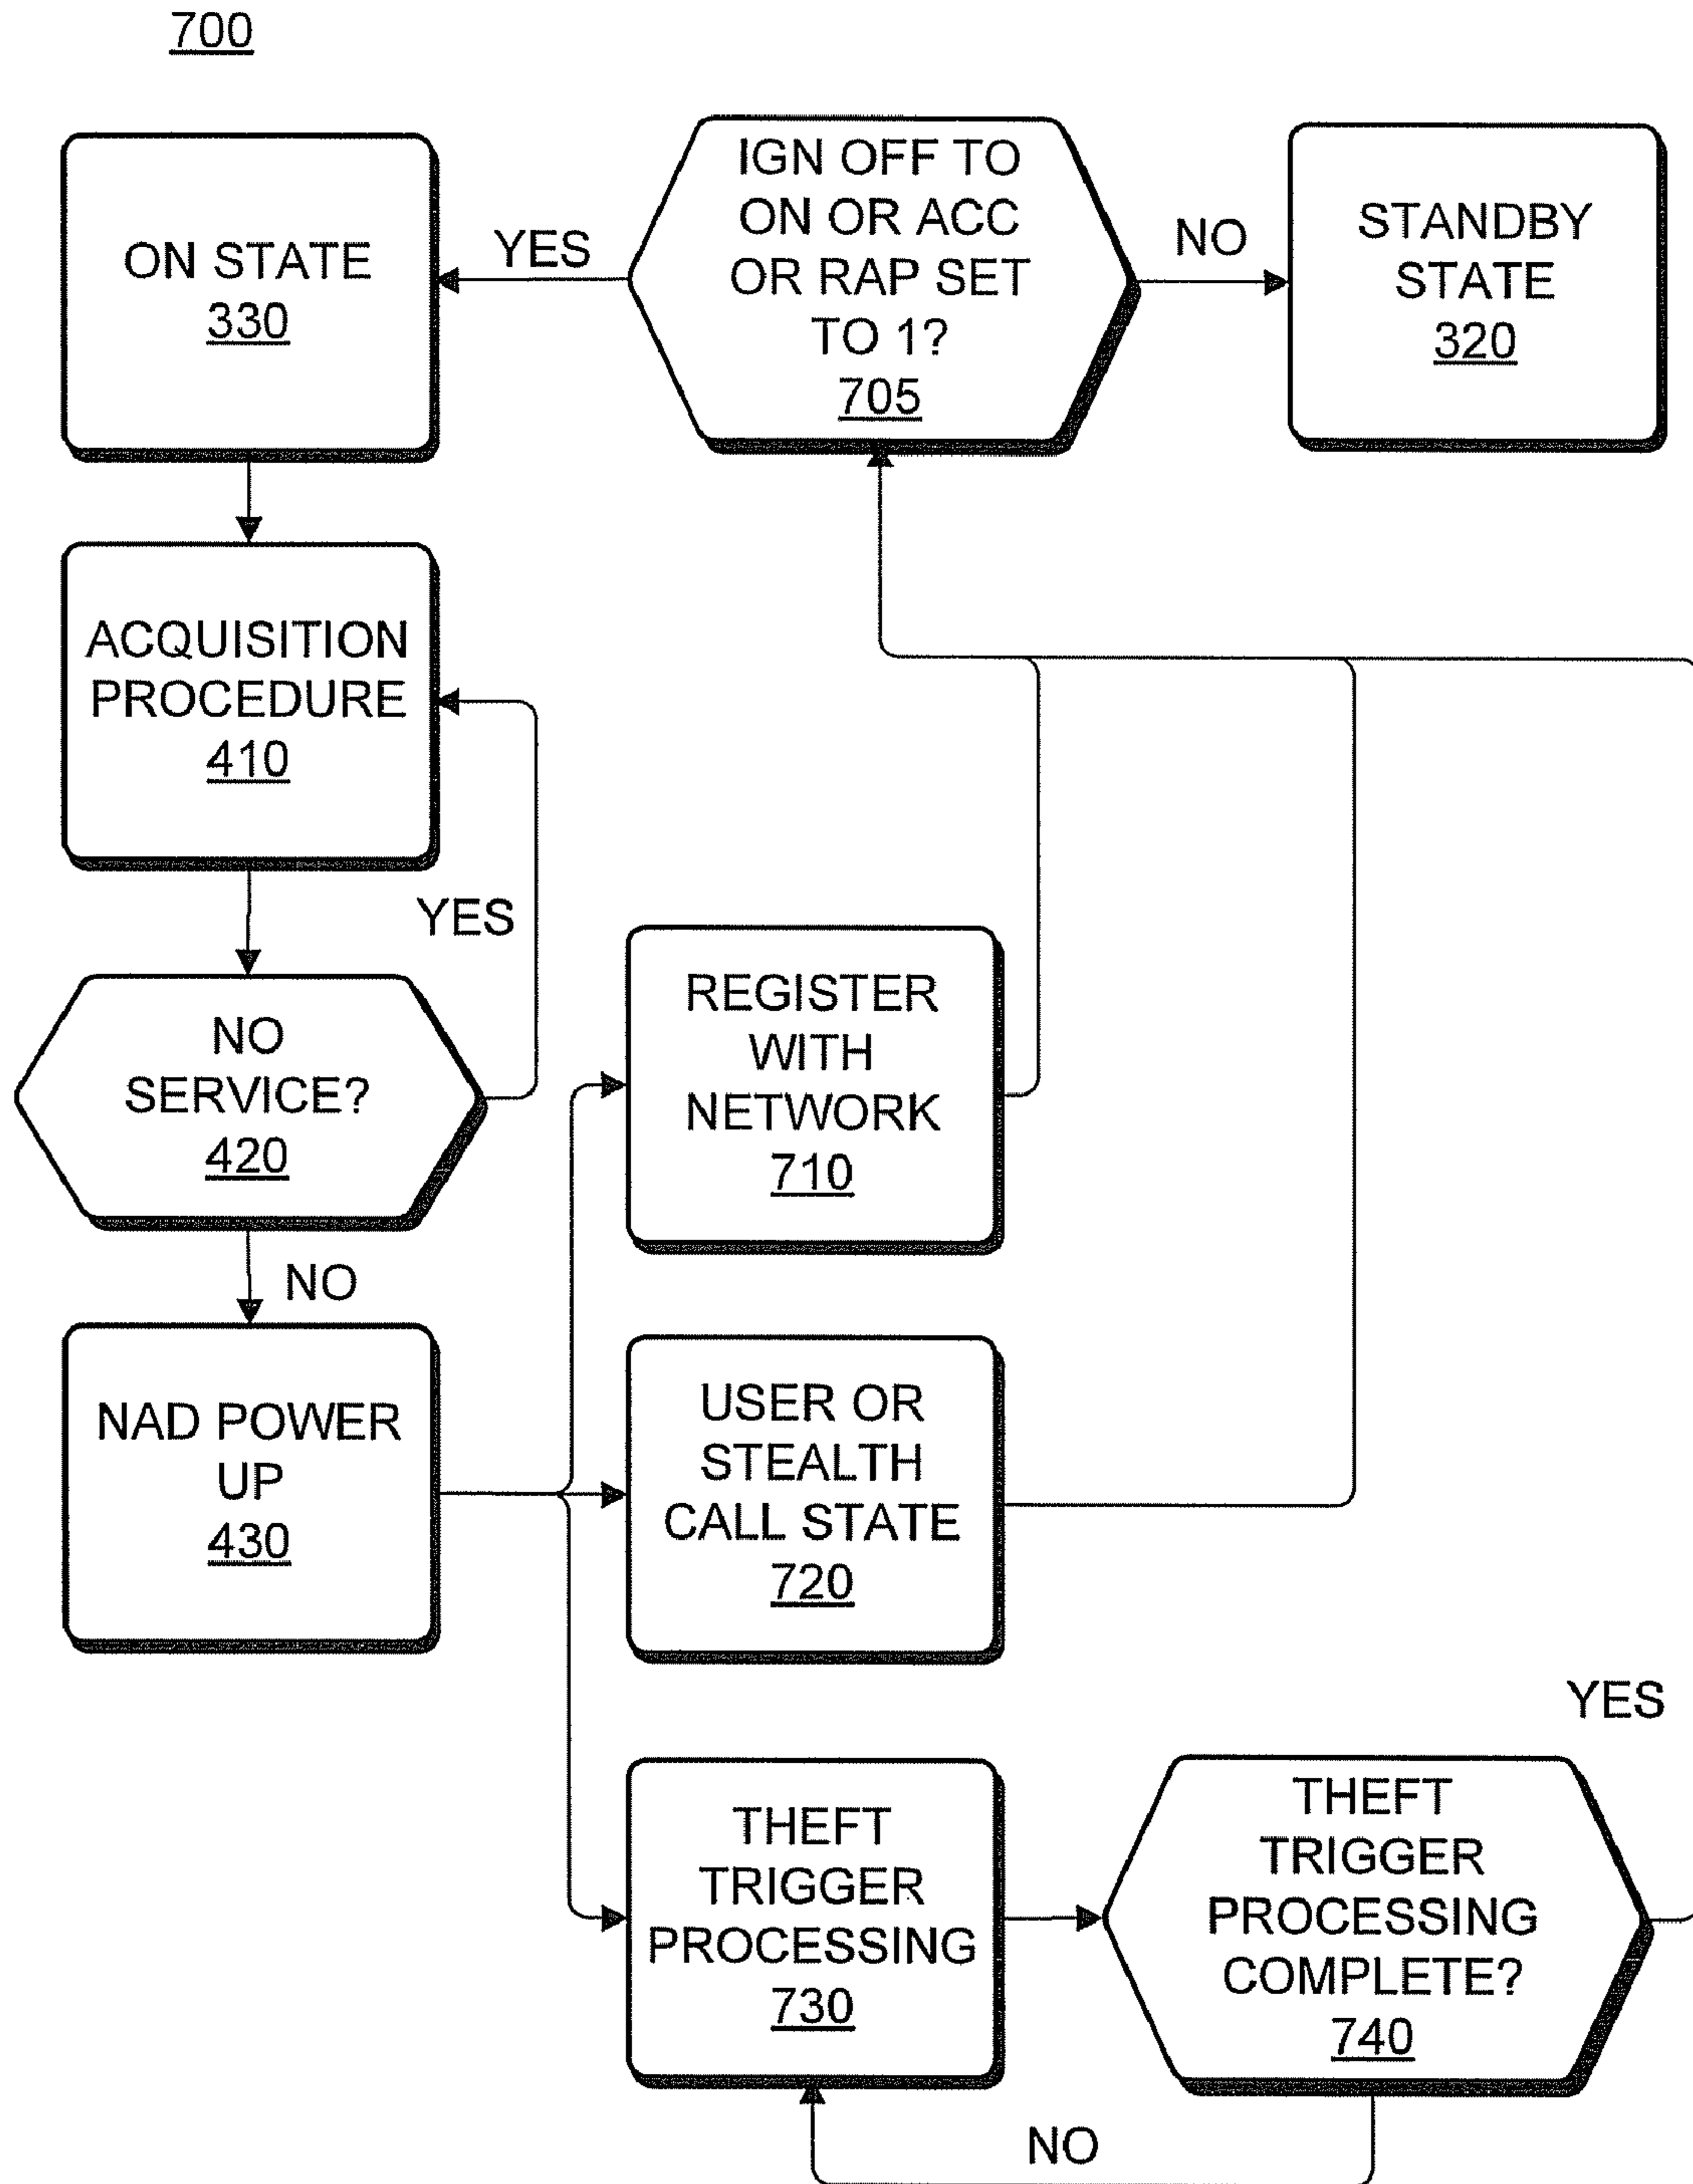 700
IGN OFF TO
ON OR ACC
OR RAP SET
TO 1?
705
YES
NO
ON STATE
330
STANDBY
STATE
320
ACQUISITION
PROCEDURE
410
YES
NO
SERVICE?
420
NO
REGISTER
WITH
NETWORK
710
NAD POWER
UP
430
USER OR
STEALTH
CALL STATE
720
THEFT
TRIGGER
PROCESSING
730
THEFT
TRIGGER
PROCESSING
COMPLETE?
740
YES
NO